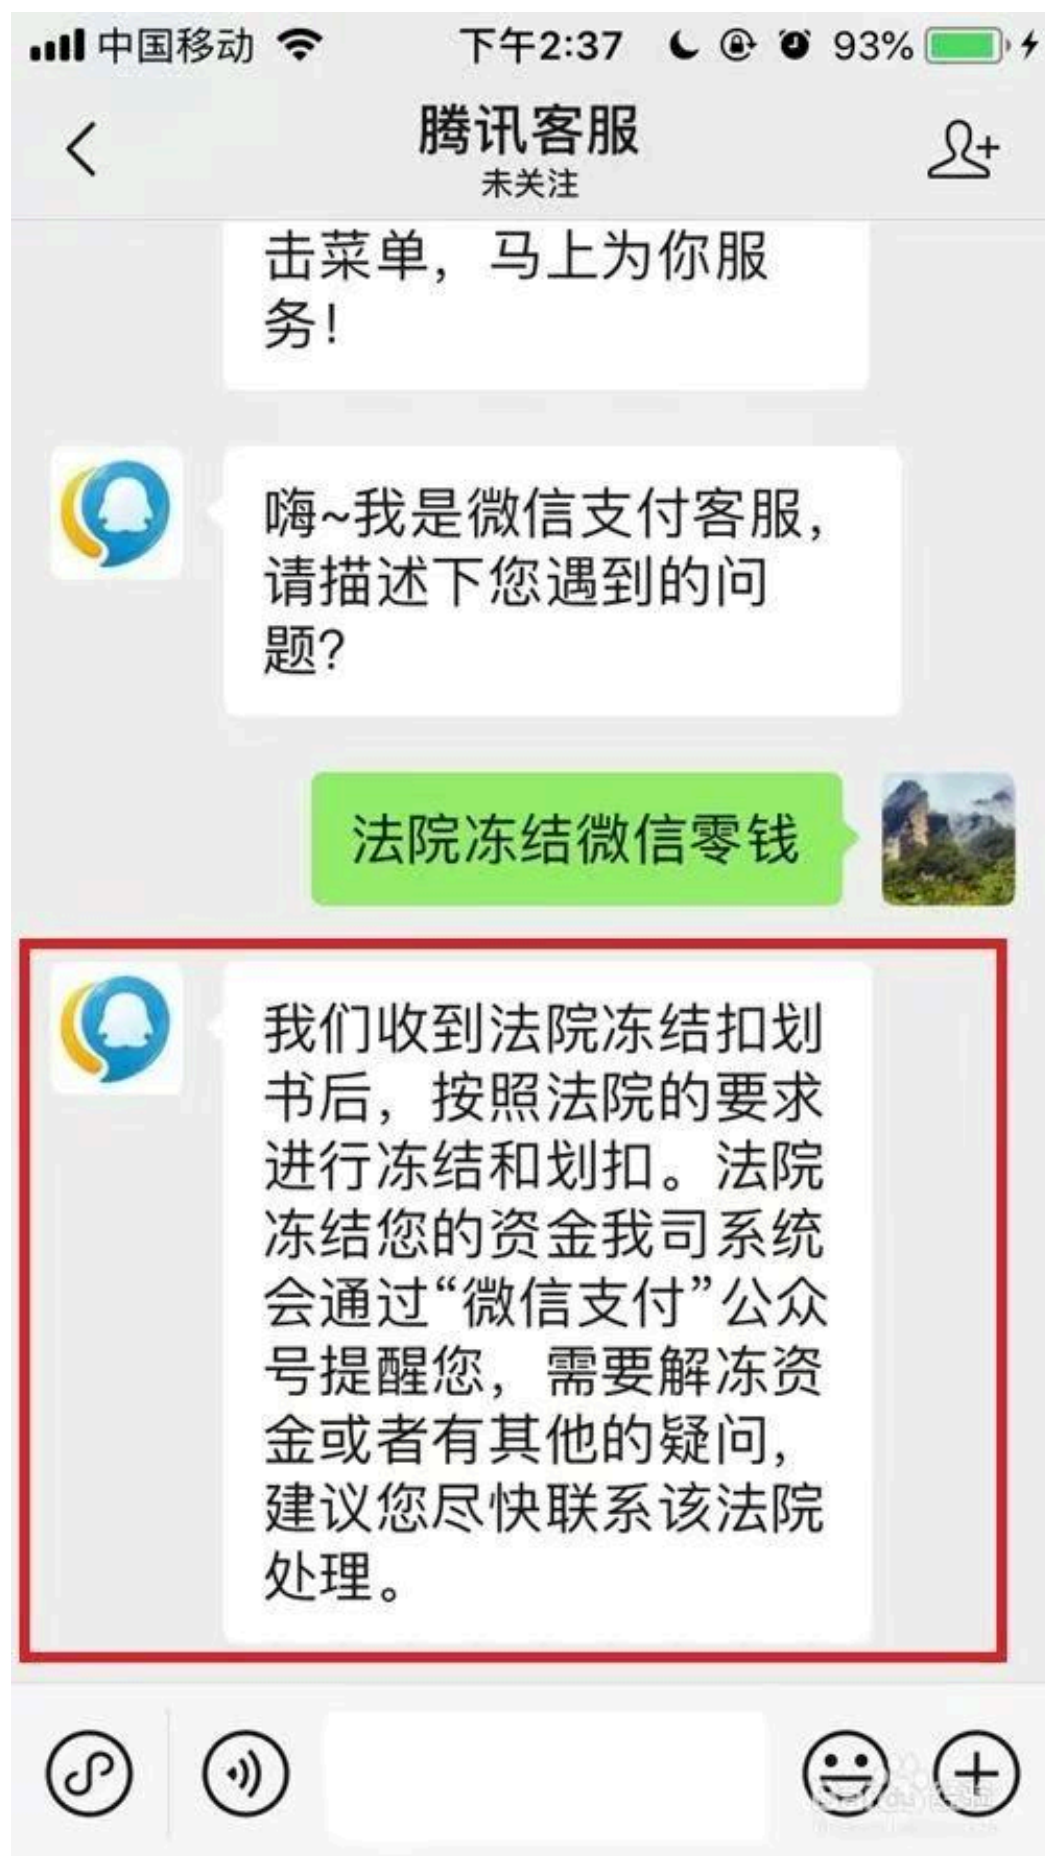 中国移动 下午2:37 93%
腾讯客服
未关注
击菜单，马上为你服
务！
嗨~我是微信支付客服，
请描述下您遇到的问
题？
法院冻结微信零钱
我们收到法院冻结扣划
书后，按照法院的要求
进行冻结和划扣。法院
冻结您的资金我司系统
会通过“微信支付”公众
号提醒您，需要解冻资
金或者有其他的疑问，
建议您尽快联系该法院
处理。